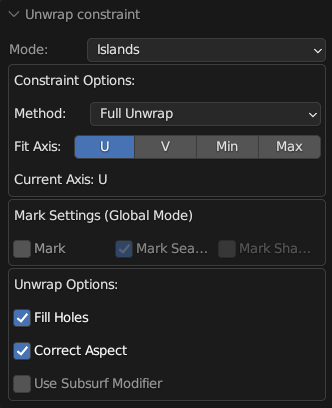 Unwrap constraint
Mode: Islands
Constraint Options:
Method: Full Unwrap
Fit Axis: U V Min Max
Current Axis: U
Mark Settings (Global Mode)
Mark Mark Sea... Mark Sha...
Unwrap Options:
Fill Holes
Correct Aspect
Use Subsurf Modifier